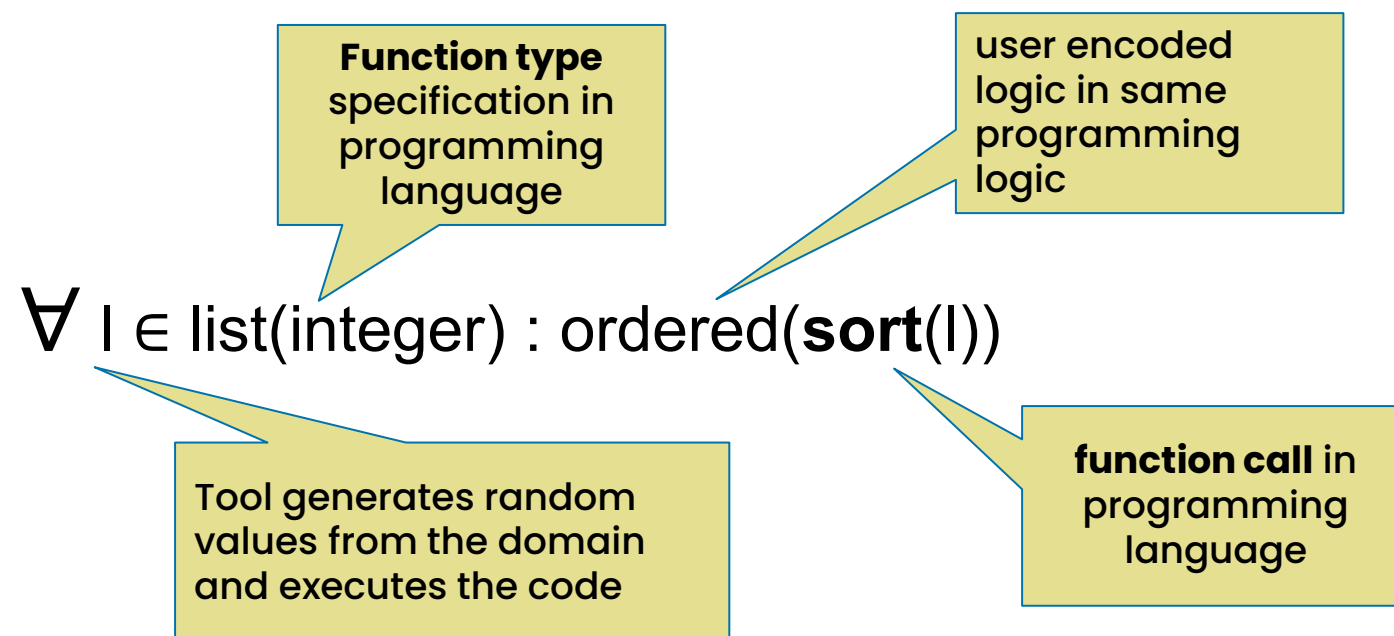 Function type
specification in
programming
language
user encoded
logic in same
programming
logic
∀ l ∈ list(integer) : ordered(sort(l))
Tool generates random
values from the domain
and executes the code
function call in
programming
language